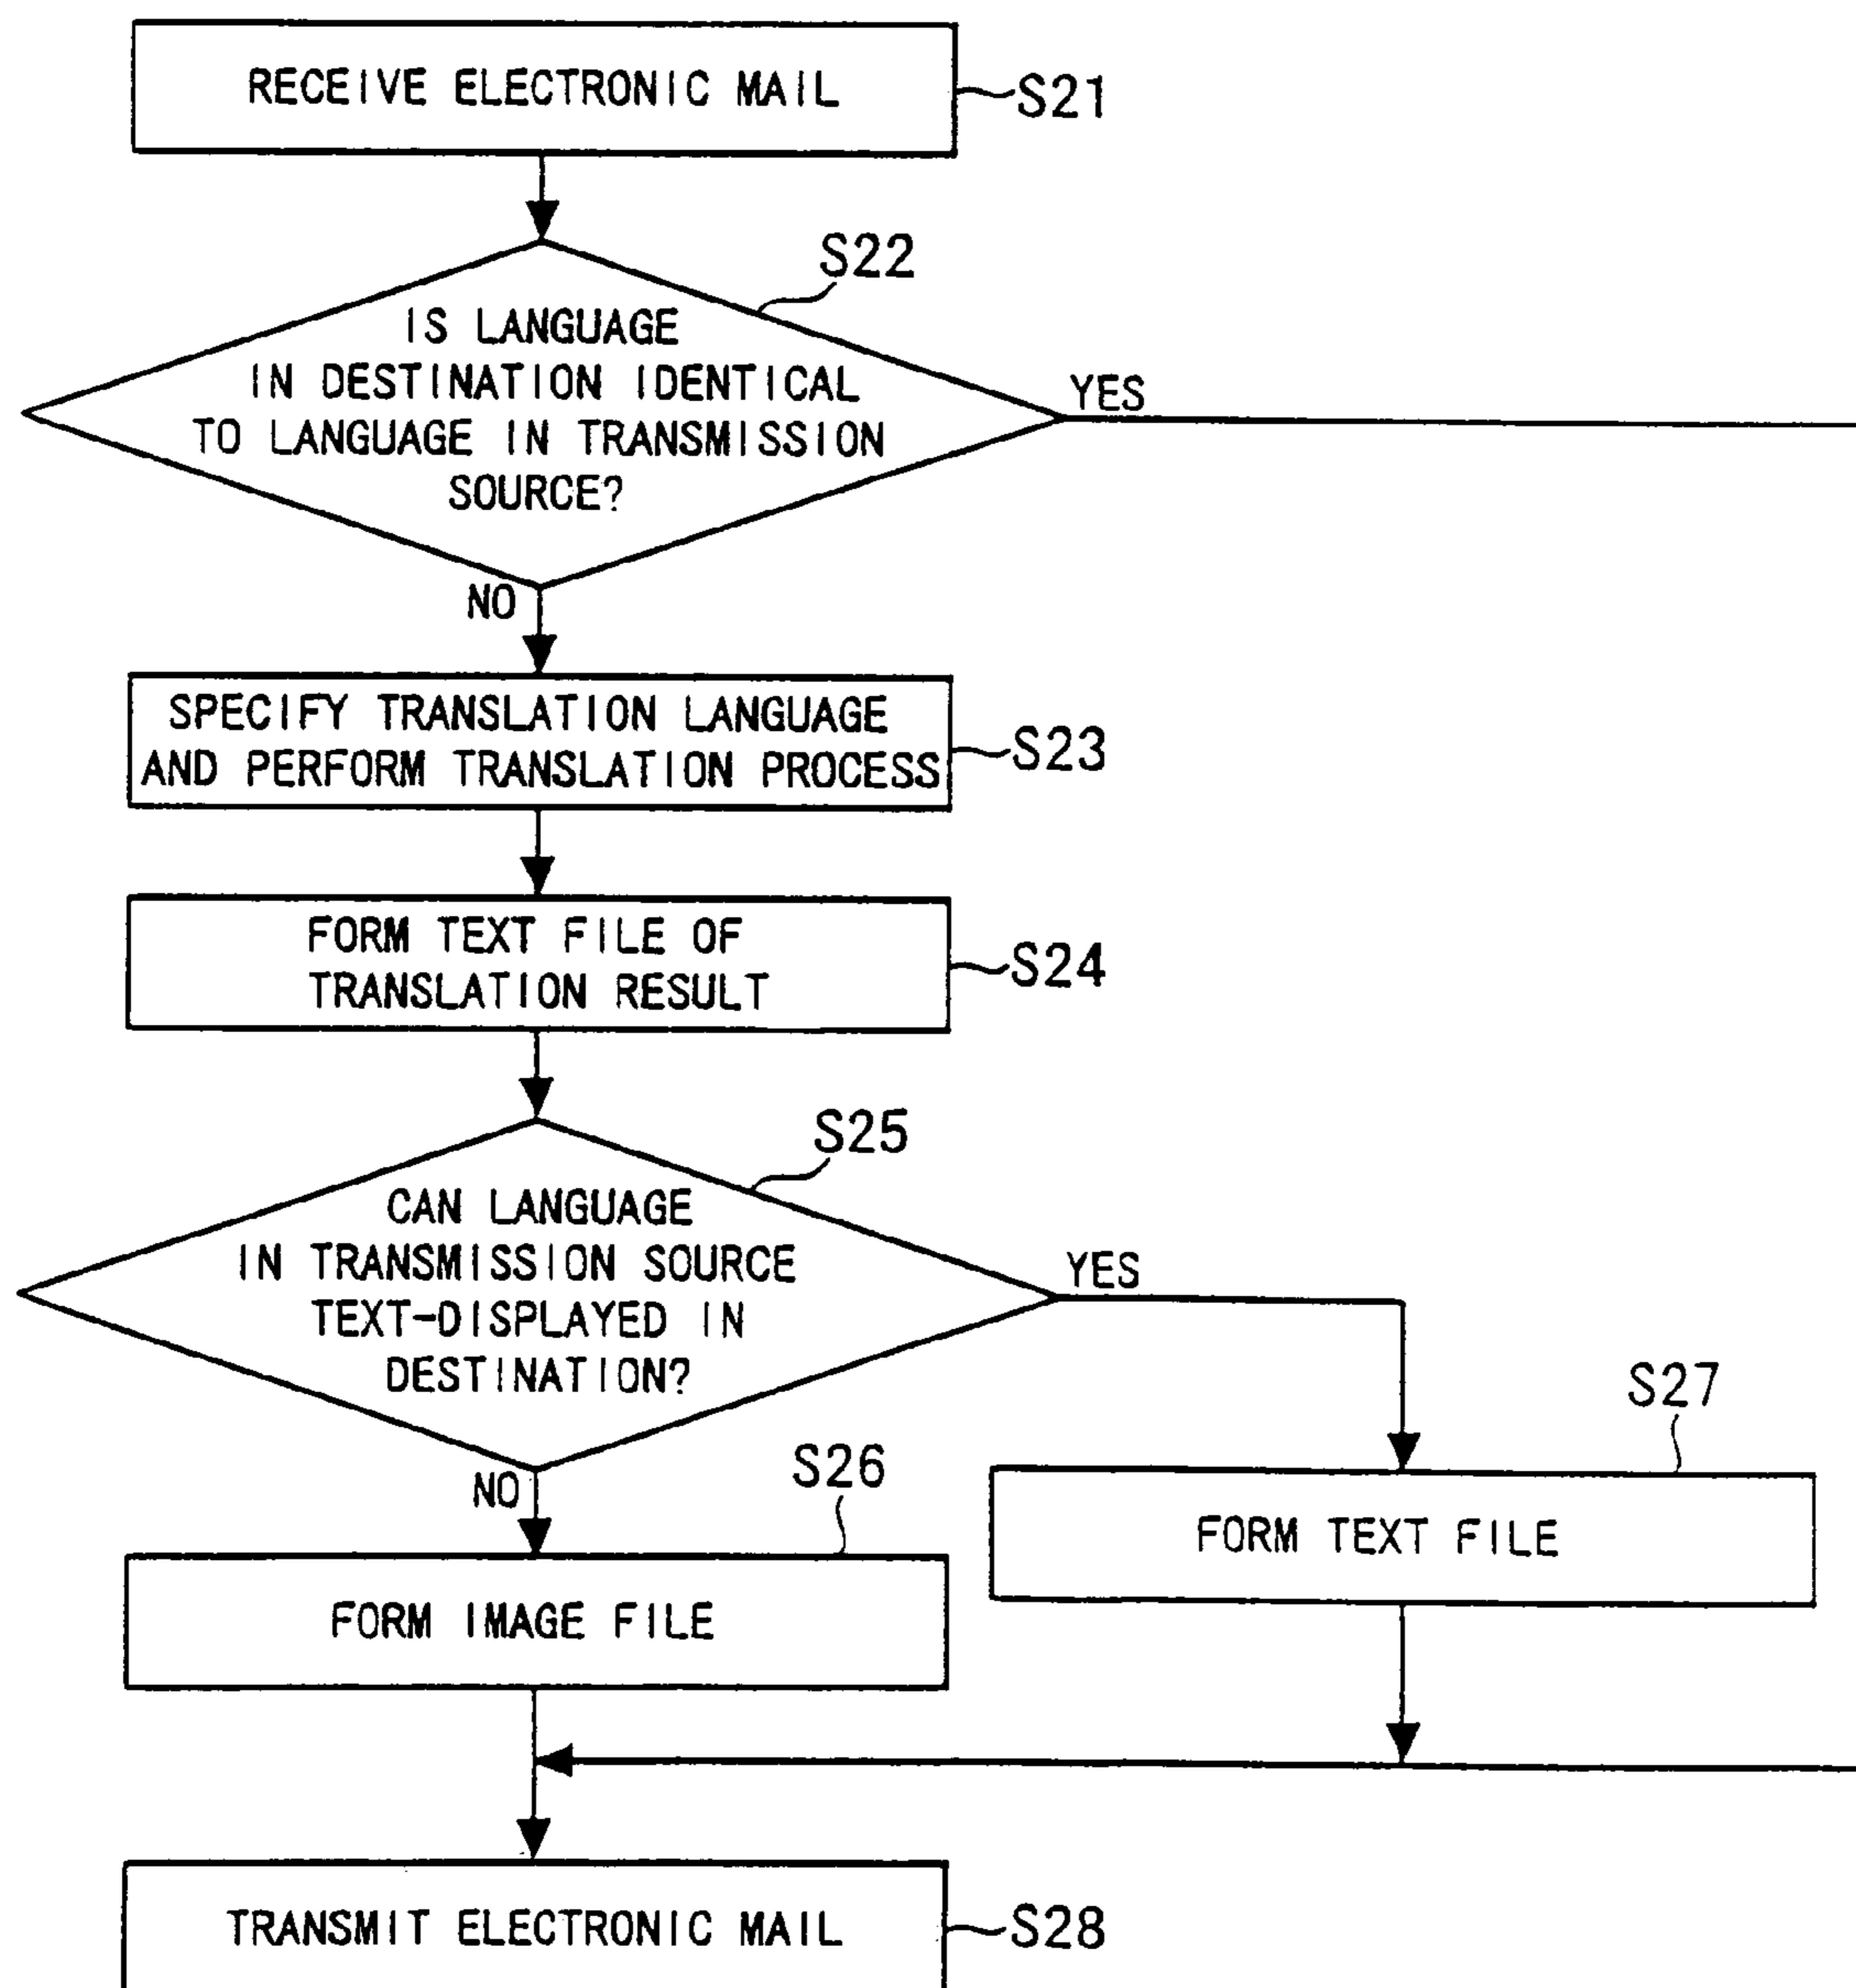 RECEIVE ELECTRONIC MAIL
S21
S22
IS LANGUAGE
IN DESTINATION IDENTICAL
TO LANGUAGE IN TRANSMISSION
SOURCE?
YES
NO
SPECIFY TRANSLATION LANGUAGE
AND PERFORM TRANSLATION PROCESS
S23
FORM TEXT FILE OF
TRANSLATION RESULT
S24
S25
CAN LANGUAGE
IN TRANSMISSION SOURCE
TEXT-DISPLAYED IN
DESTINATION?
YES
NO
S26
FORM IMAGE FILE
S27
FORM TEXT FILE
TRANSMIT ELECTRONIC MAIL
S28